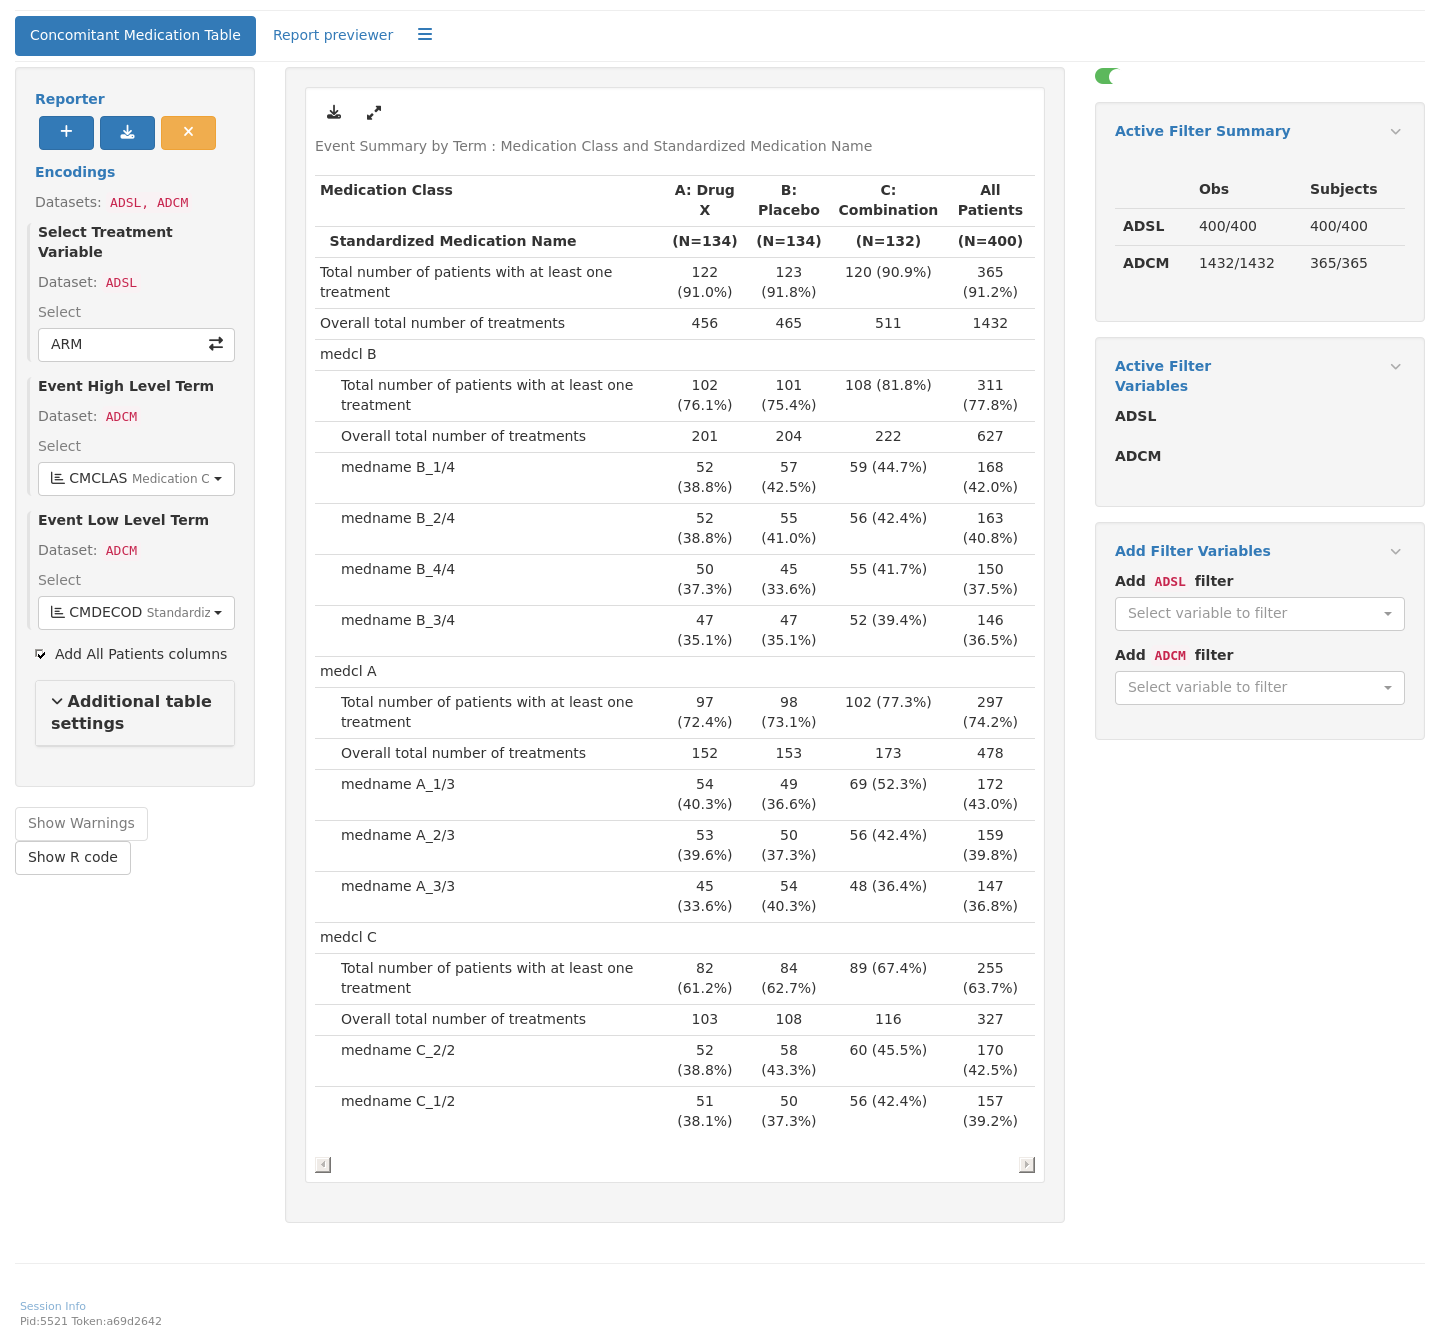 Concomitant Medication Table
Report previewer
Reporter
Encodings
Datasets: ADSL, ADCM
Select Treatment
Variable
Dataset: ADSL
Select
ARM
Event High Level Term
Dataset: ADCM
Select
CMCLAS Medication C
Event Low Level Term
Dataset: ADCM
Select
CMDECOD Standardiz
Add All Patients columns
Additional table
settings
Show Warnings
Show R code
Event Summary by Term : Medication Class and Standardized Medication Name
Medication Class A: Drug B: C: All
X Placebo Combination Patients
Standardized Medication Name (N=134) (N=134) (N=132) (N=400)
Total number of patients with at least one 122 123 120 (90.9%) 365
treatment (91.0%) (91.8%) (91.2%)
Overall total number of treatments 456 465 511 1432
medcl B
Total number of patients with at least one 102 101 108 (81.8%) 311
treatment (76.1%) (75.4%) (77.8%)
Overall total number of treatments 201 204 222 627
medname B_1/4 52 57 59 (44.7%) 168
(38.8%) (42.5%) (42.0%)
medname B_2/4 52 55 56 (42.4%) 163
(38.8%) (41.0%) (40.8%)
medname B_4/4 50 45 55 (41.7%) 150
(37.3%) (33.6%) (37.5%)
medname B_3/4 47 47 52 (39.4%) 146
(35.1%) (35.1%) (36.5%)
medcl A
Total number of patients with at least one 97 98 102 (77.3%) 297
treatment (72.4%) (73.1%) (74.2%)
Overall total number of treatments 152 153 173 478
medname A_1/3 54 49 69 (52.3%) 172
(40.3%) (36.6%) (43.0%)
medname A_2/3 53 50 56 (42.4%) 159
(39.6%) (37.3%) (39.8%)
medname A_3/3 45 54 48 (36.4%) 147
(33.6%) (40.3%) (36.8%)
medcl C
Total number of patients with at least one 82 84 89 (67.4%) 255
treatment (61.2%) (62.7%) (63.7%)
Overall total number of treatments 103 108 116 327
medname C_2/2 52 58 60 (45.5%) 170
(38.8%) (43.3%) (42.5%)
medname C_1/2 51 50 56 (42.4%) 157
(38.1%) (37.3%) (39.2%)
Active Filter Summary
Obs Subjects
ADSL 400/400 400/400
ADCM 1432/1432 365/365
Active Filter
Variables
ADSL
ADCM
Add Filter Variables
Add ADSL filter
Select variable to filter
Add ADCM filter
Select variable to filter
Session Info
Pid:5521 Token:a69d2642